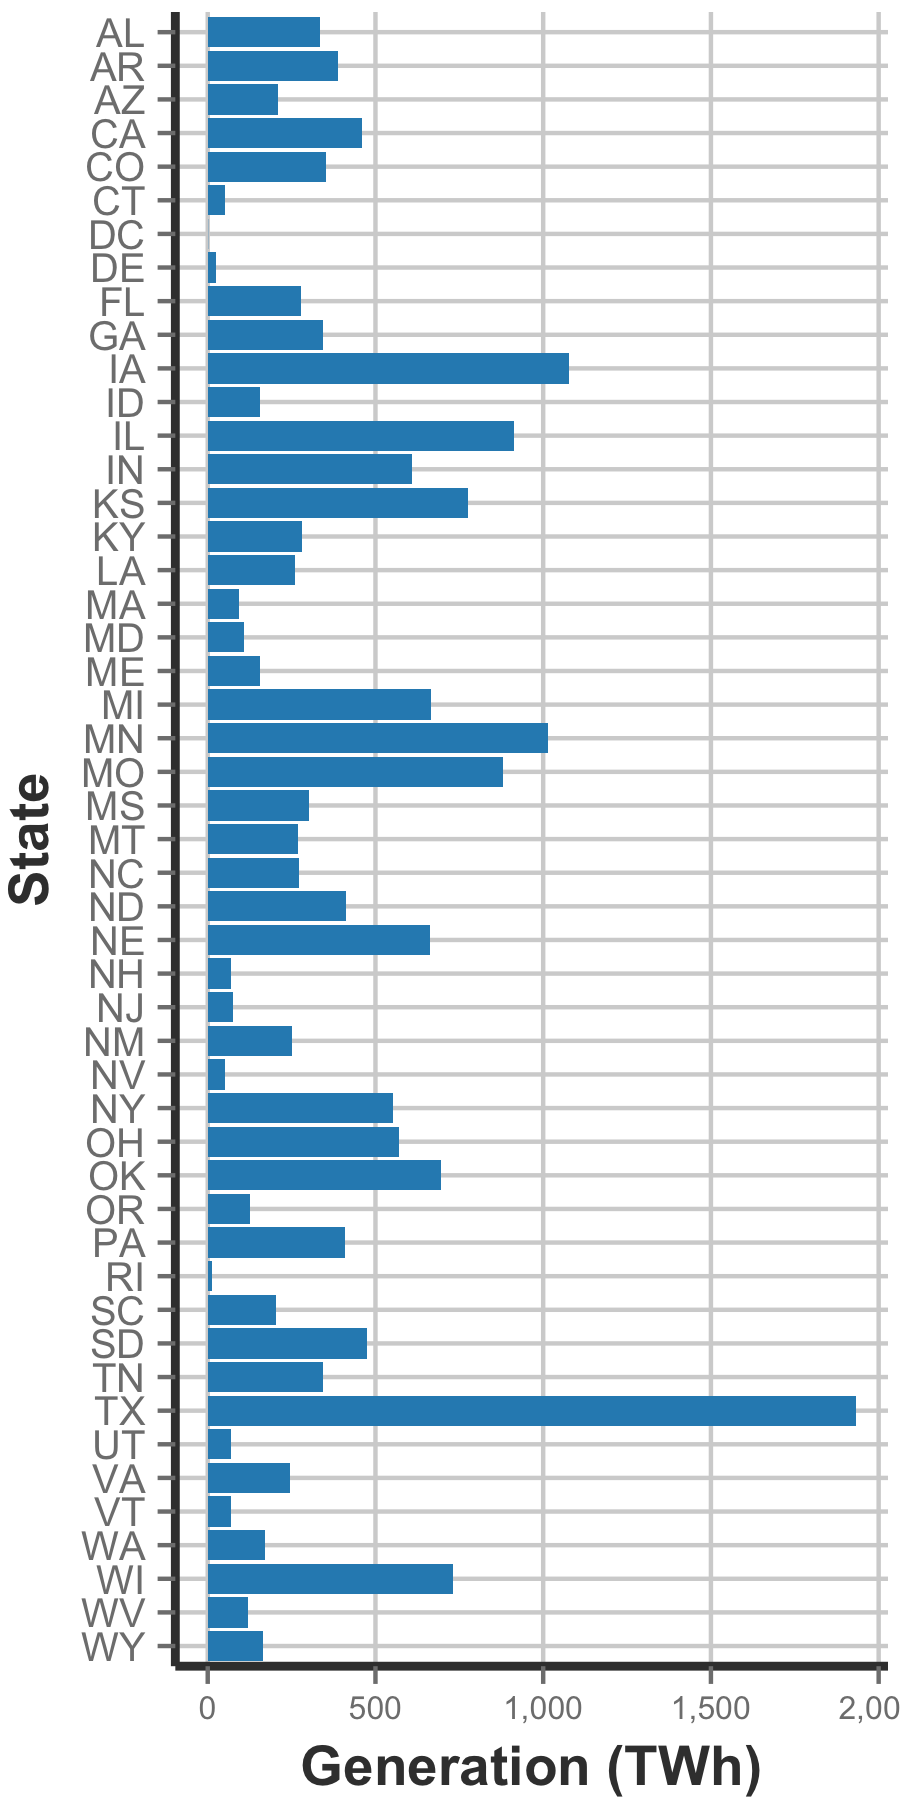 AL
AR
AZ
CA
CO
CT
DC
DE
FL
GA
IA
ID
IL
IN
KS
KY
LA
MA
MD
ME
MI
MN
MO
MS
MT
NC
ND
NE
NH
NJ
NM
NV
NY
OH
OK
OR
PA
RI
SC
SD
TN
TX
UT
VA
VT
WA
WI
WV
WY
State
0 500 1,000 1,500 2,00
Generation (TWh)